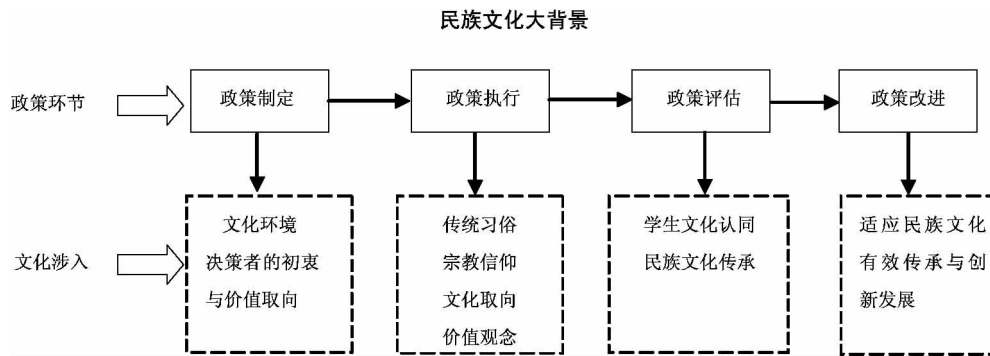 民族文化大背景
政策环节
政策制定
政策执行
政策评估
政策改进
文化涉入
文化环境
决策者的初衷
与价值取向
传统习俗
宗教信仰
文化取向
价值观念
学生文化认同
民族文化传承
适应民族文化
有效传承与创
新发展